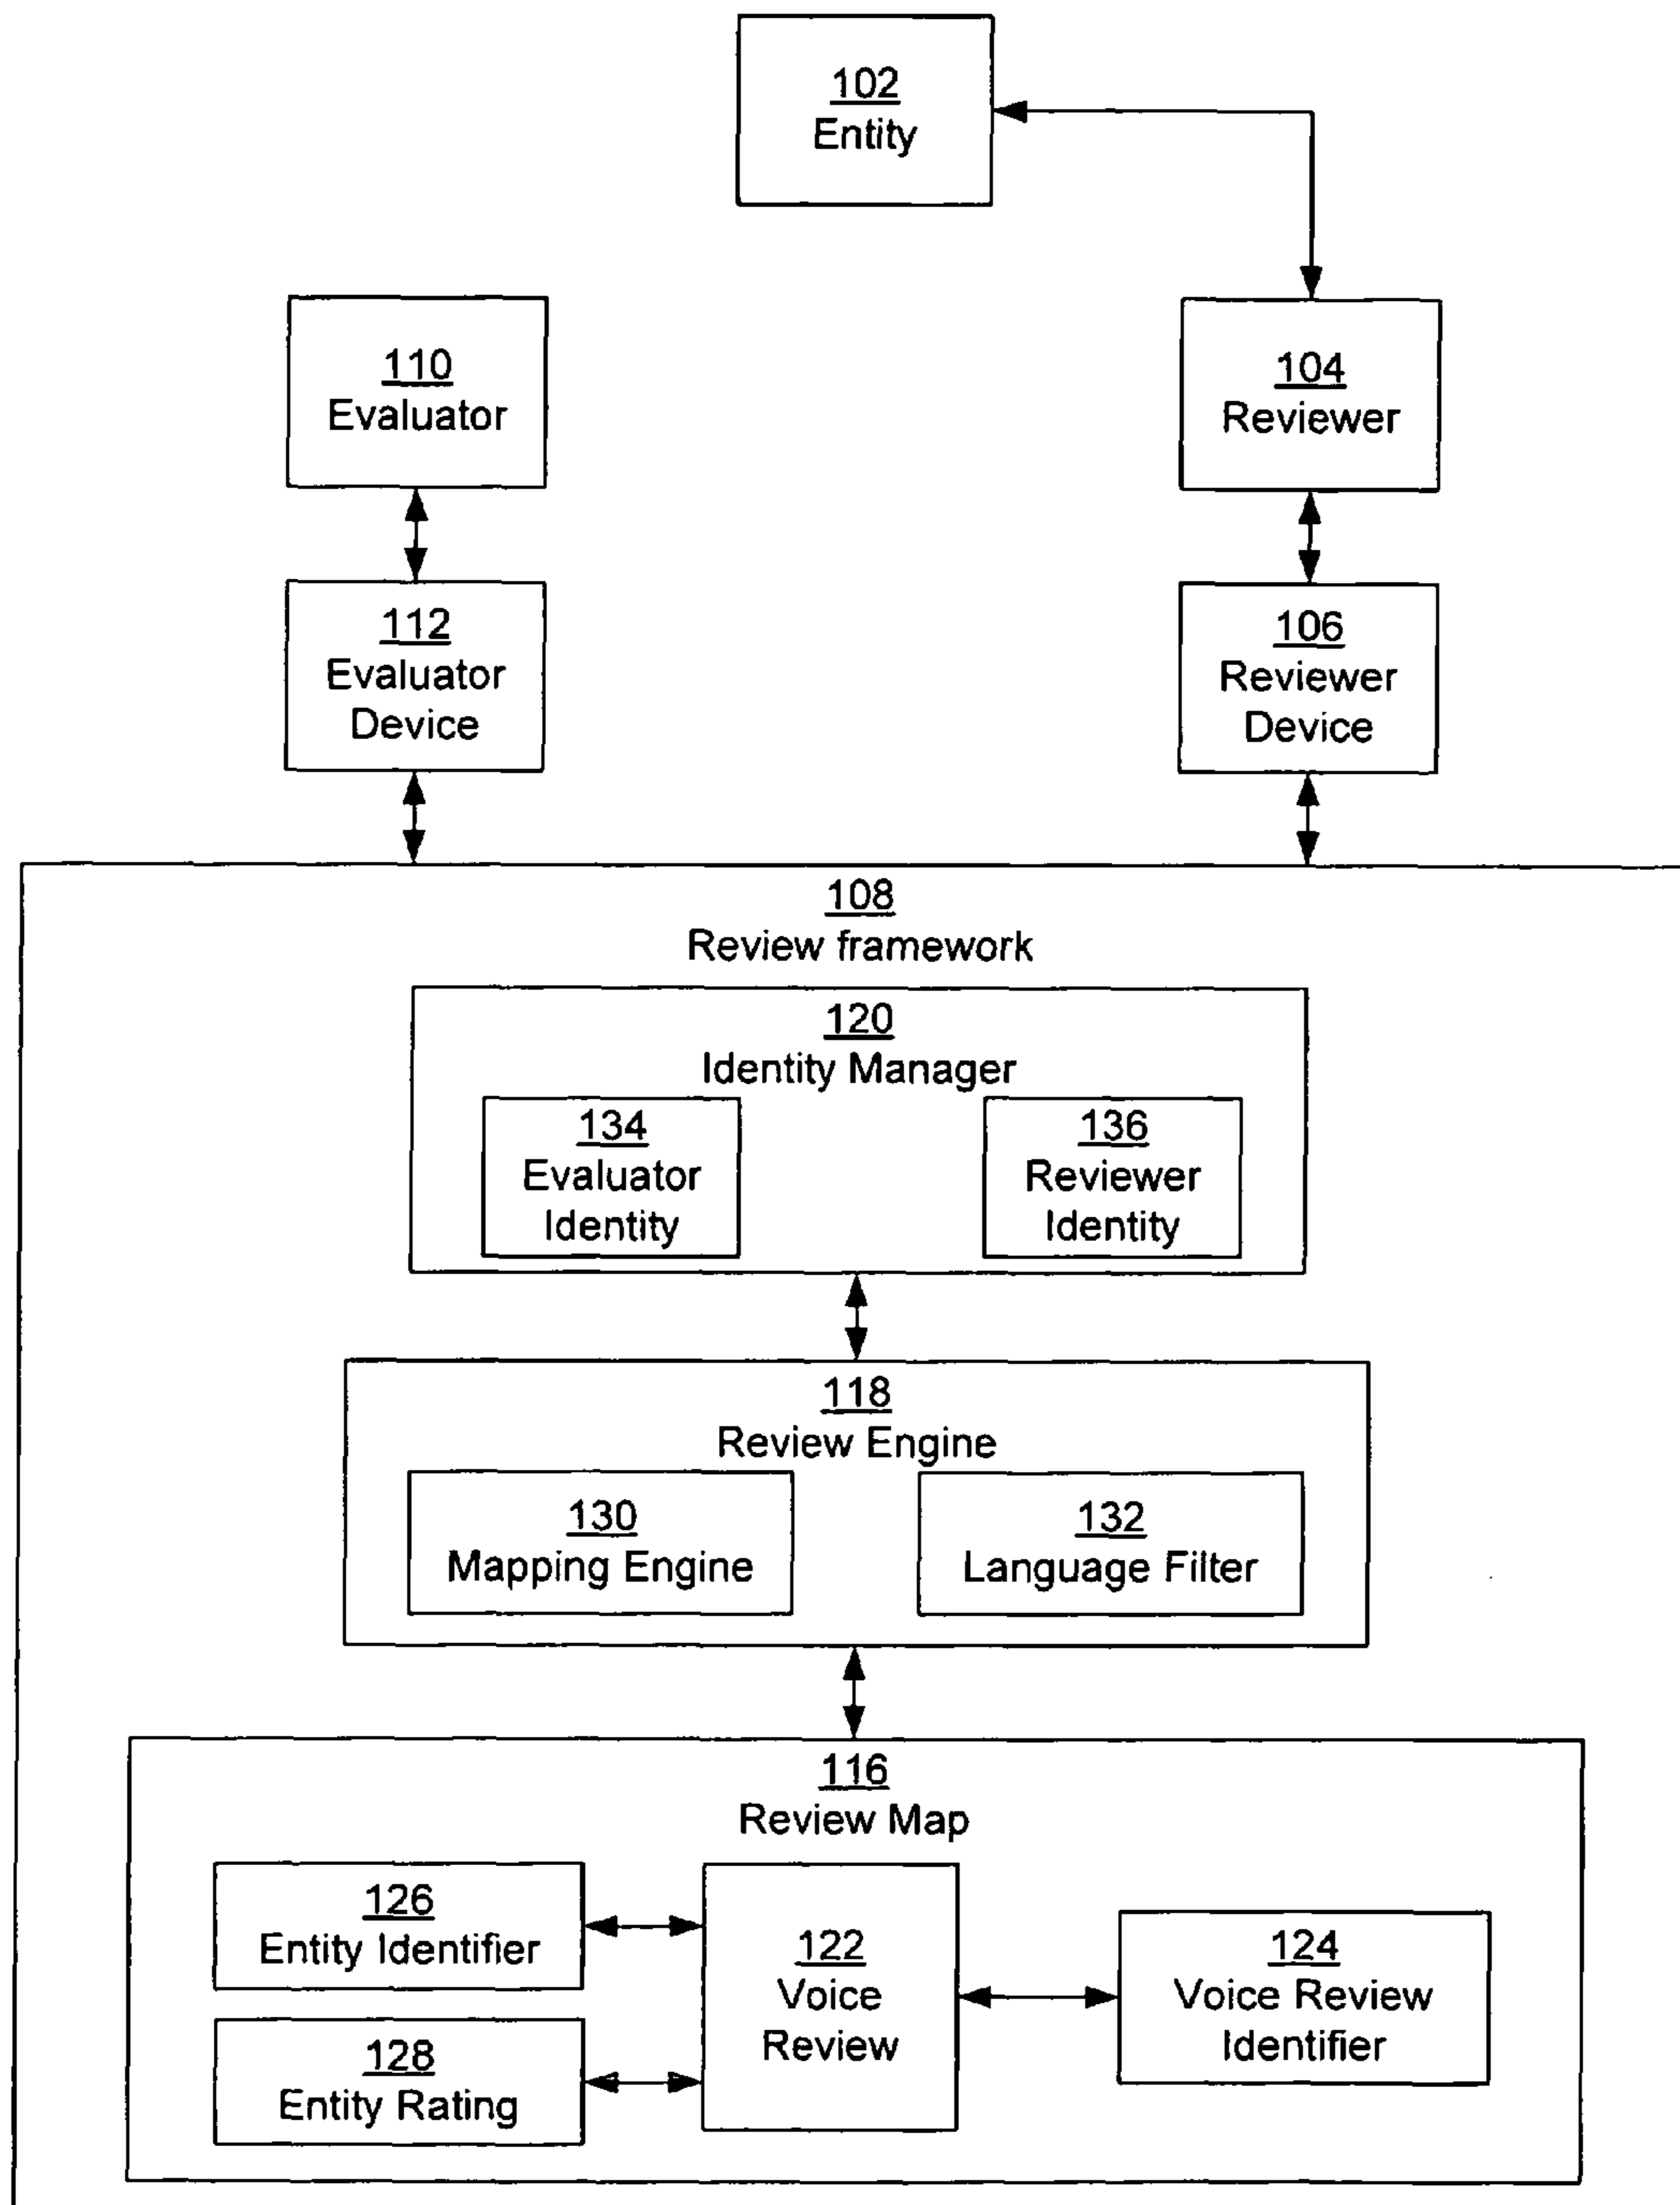 102
Entity
110
Evaluator
104
Reviewer
112
Evaluator
Device
106
Reviewer
Device
108
Review framework
120
Identity Manager
134
Evaluator
Identity
136
Reviewer
Identity
118
Review Engine
130
Mapping Engine
132
Language Filter
116
Review Map
126
Entity Identifier
128
Entity Rating
122
Voice
Review
124
Voice Review
Identifier